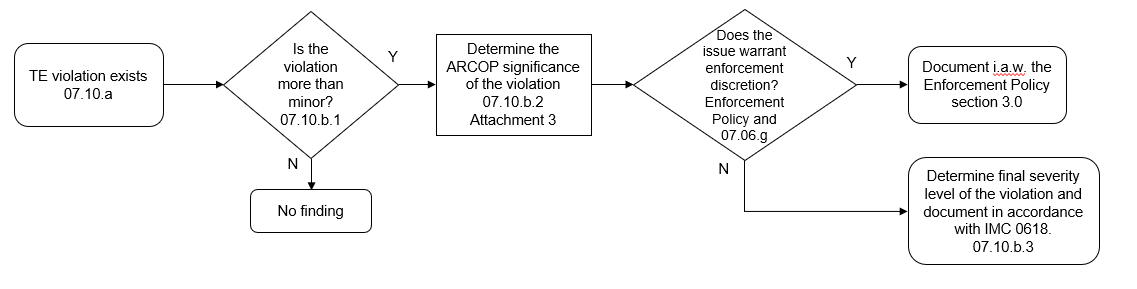 TE violation exists
07.10.a
Is the
violation
more than
minor?
07.10.b.1
Y
N
No finding
Determine the
ARCOP significance
of the violation
07.10.b.2
Attachment 3
Does the
issue warrant
enforcement
discretion?
Enforcement
Policy and
07.06.g
Y
N
Document i.a.w. the
Enforcement Policy
section 3.0
Determine final severity
level of the violation and
document in accordance
with IMC 0618.
07.10.b.3